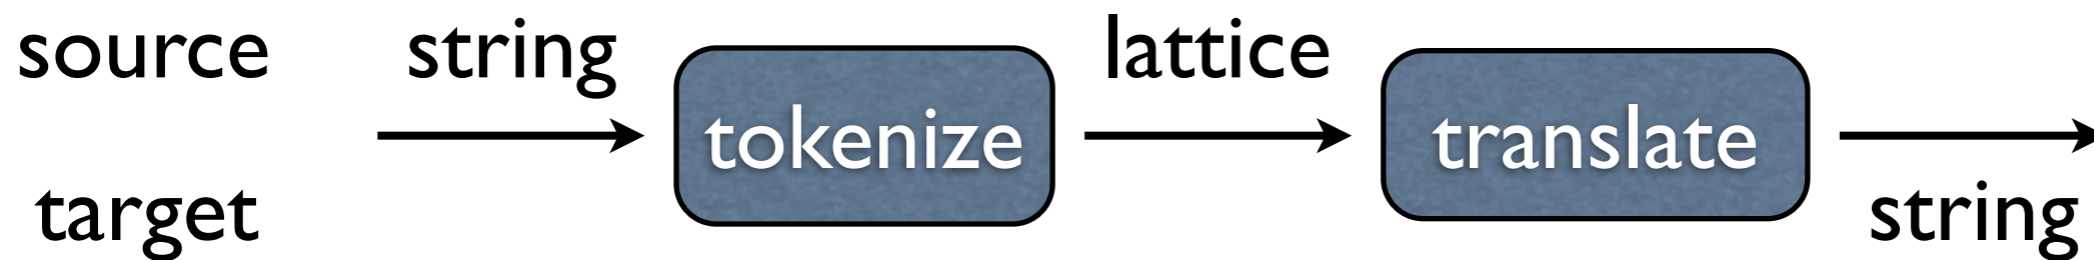 source string lattice
tokenize translate
target string